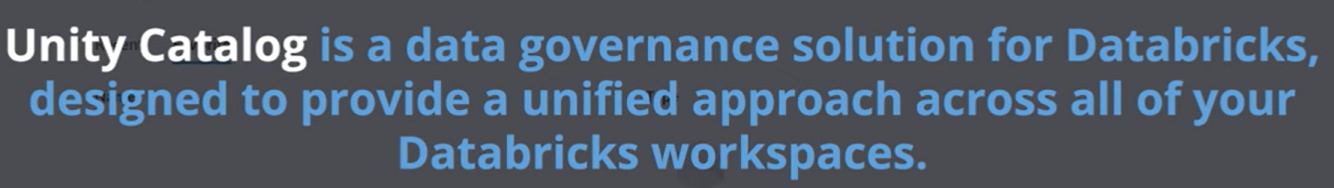 Unity Catalog is a data governance solution for Databricks,
designed to provide a unified approach across all of your
Databricks workspaces.